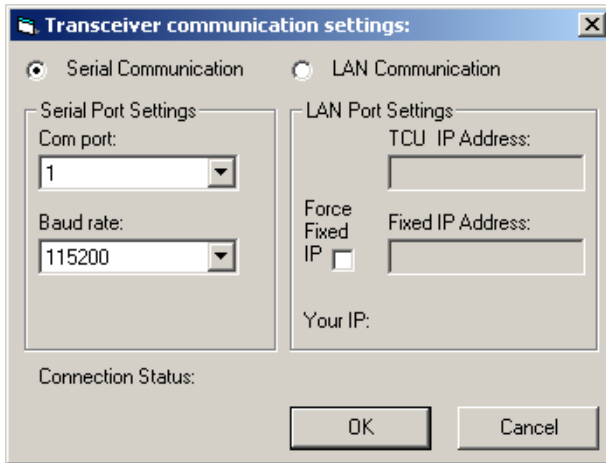 Transceiver communication settings:
Serial Communication
LAN Communication
Serial Port Settings
Com port:
1
Baud rate:
115200
LAN Port Settings
TCU IP Address:
Force
Fixed
IP
Fixed IP Address:
Your IP:
Connection Status:
OK
Cancel